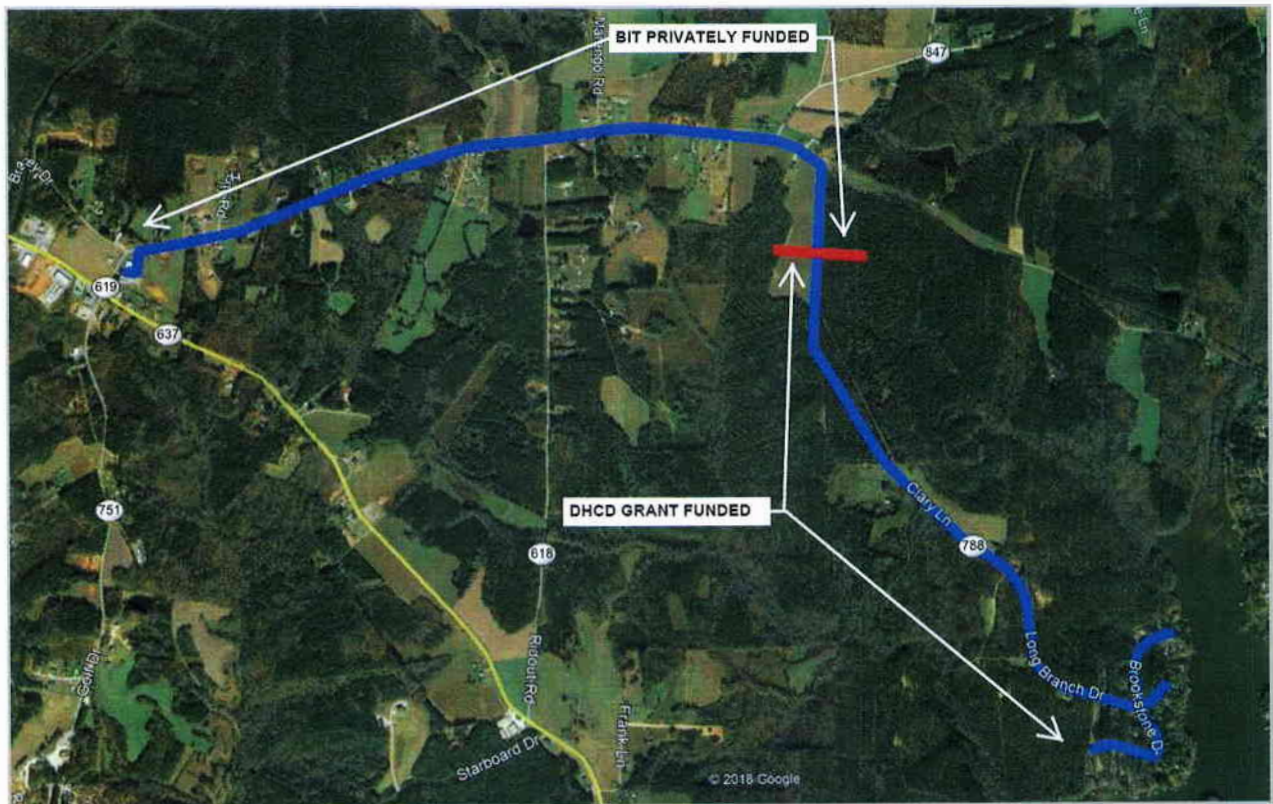 BIT PRIVATELY FUNDED
847
619
637
DHCD GRANT FUNDED
751
618
Clary Ln
788
Ridout Rd
Long Branch Dr
Brookstone D
Starboard Dr
Frank Ln
© 2018 Google